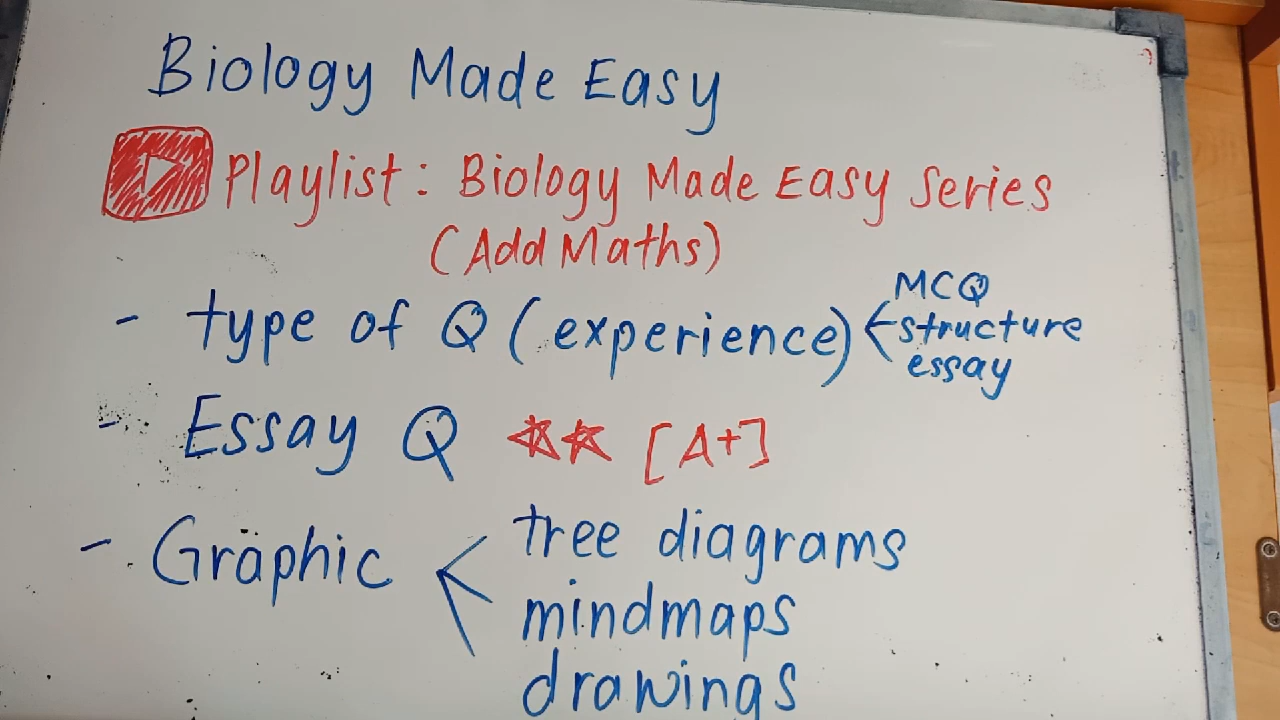 Biology Made Easy
Playlist: Biology Made Easy Series
(Add Maths)
- type of Q (experience) < MCQ
structure
essay
- Essay Q ☆☆ [A+]
- Graphic < tree diagrams
mindmaps
drawings